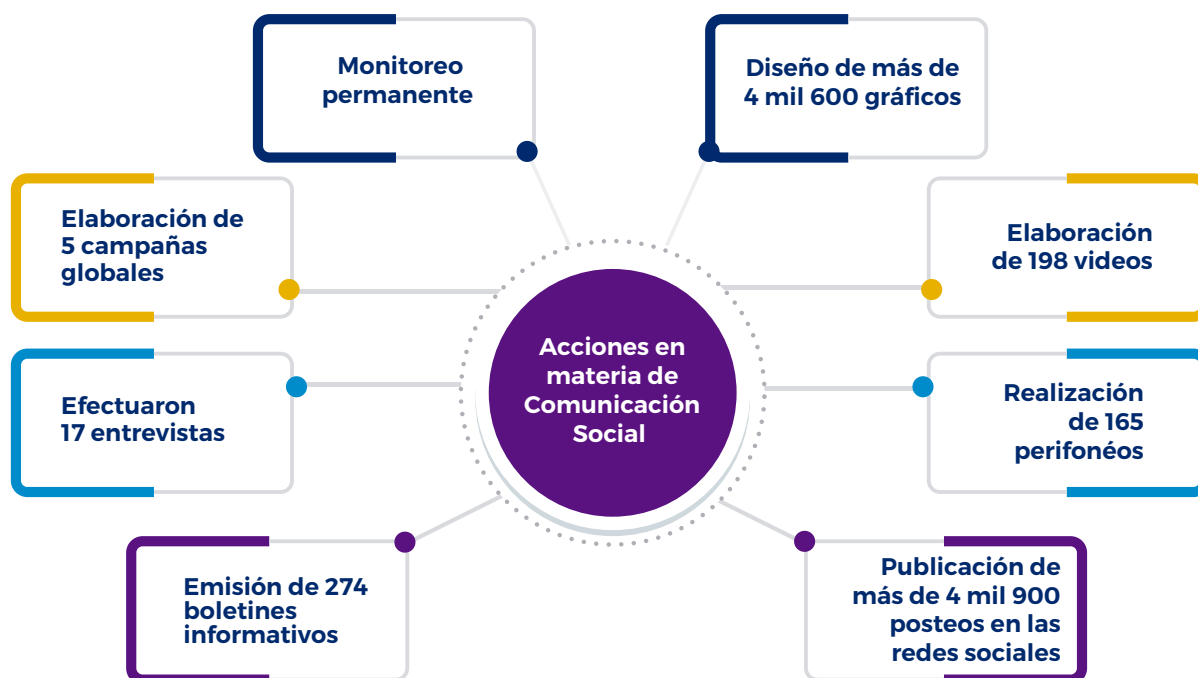 Monitoreo
permanente
Diseño de más de
4 mil 600 gráficos
Elaboración de
5 campañas
globales
Elaboración
de 198 videos
Acciones en
materia de
Comunicación
Social
Efectuaron
17 entrevistas
Realización
de 165
perifonéos
Emisión de 274
boletines
informativos
Publicación de
más de 4 mil 900
posteos en las
redes sociales